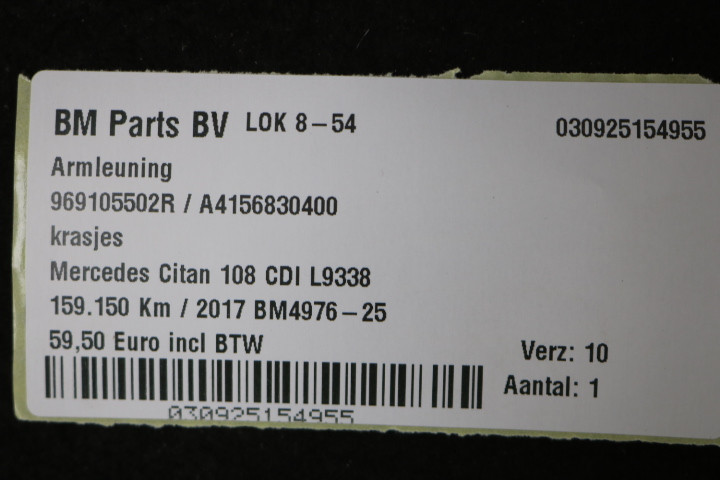 BM Parts BV LOK 8-54 030925154955
Armleuning
969105502R / A4156830400
krasjes
Mercedes Citan 108 CDI L9338
159.150 Km / 2017 BM4976-25
59,50 Euro incl BTW
Verz: 10
Aantal: 1
030925154955